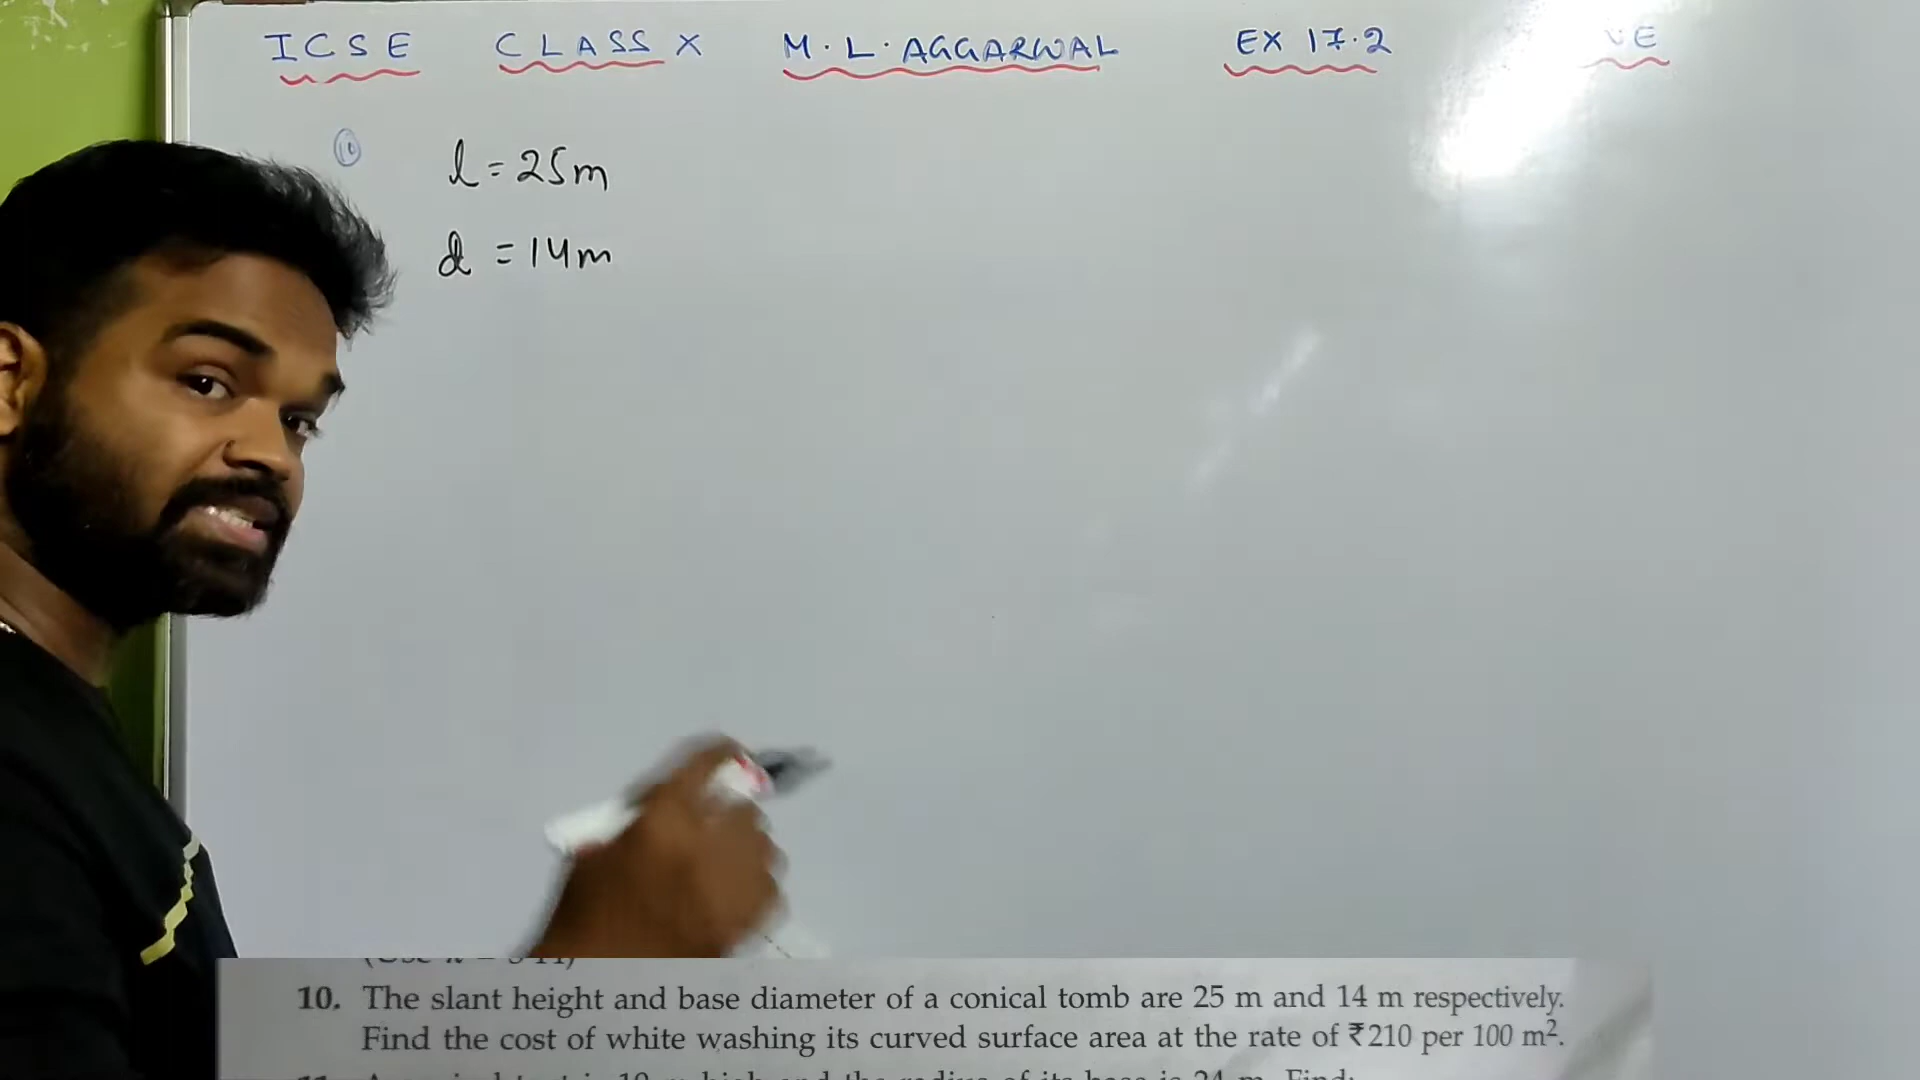 ICSE CLASS X M.L. AGGARWAL EX 17.2 VE
10
l = 25m
d = 14m
10. The slant height and base diameter of a conical tomb are 25 m and 14 m respectively.
Find the cost of white washing its curved surface area at the rate of ₹210 per 100 m².